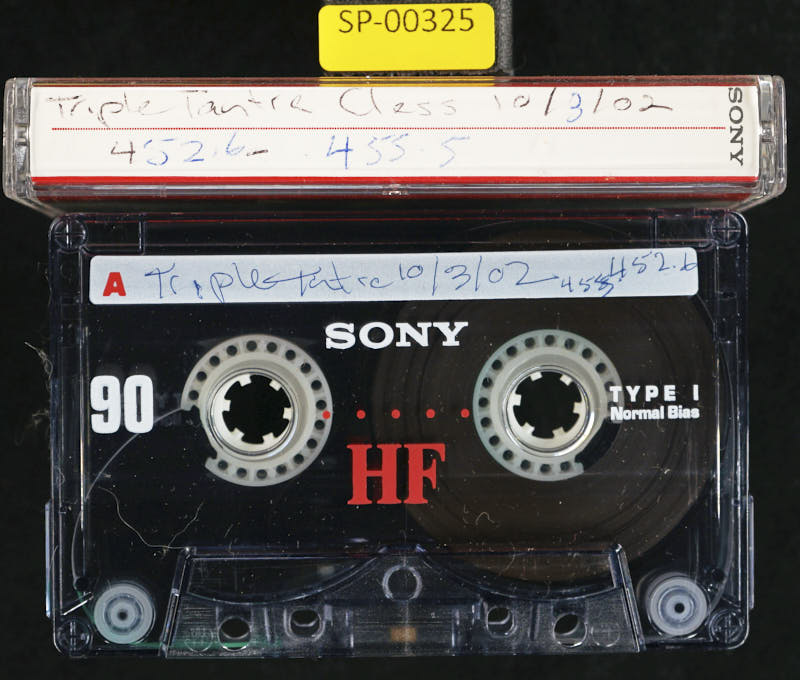 SP-00325
Triple Tantra Class 10/3/02
SONY
452.6- 455.5
A Triple Tantra 10/3/02 455 452.6
SONY
90
TYPE I
Normal Bias
HF